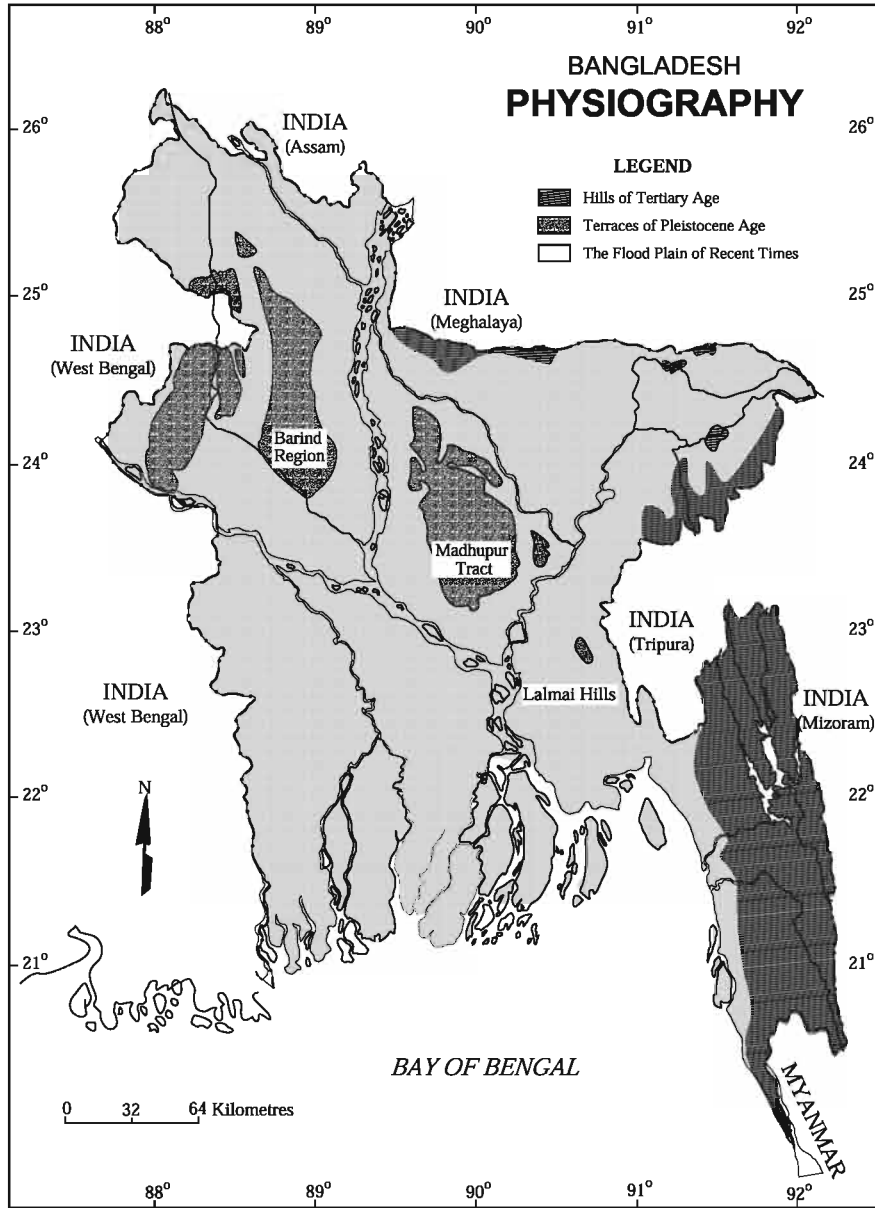 88° 89° 90° 91° 92°
BANGLADESH
PHYSIOGRAPHY
26° 26°
INDIA
(Assam)
LEGEND
Hills of Tertiary Age
Terraces of Pleistocene Age
The Flood Plain of Recent Times
25° 25°
INDIA
(Meghalaya)
INDIA
(West Bengal)
Barind
Region
24° 24°
Madhupur
Tract
23° 23°
INDIA
(Tripura)
INDIA
(West Bengal)
Lalmai Hills
INDIA
(Mizoram)
N
22° 22°
21° 21°
BAY OF BENGAL
0 32 64 Kilometres
MYANMAR
88° 89° 90° 91° 92°